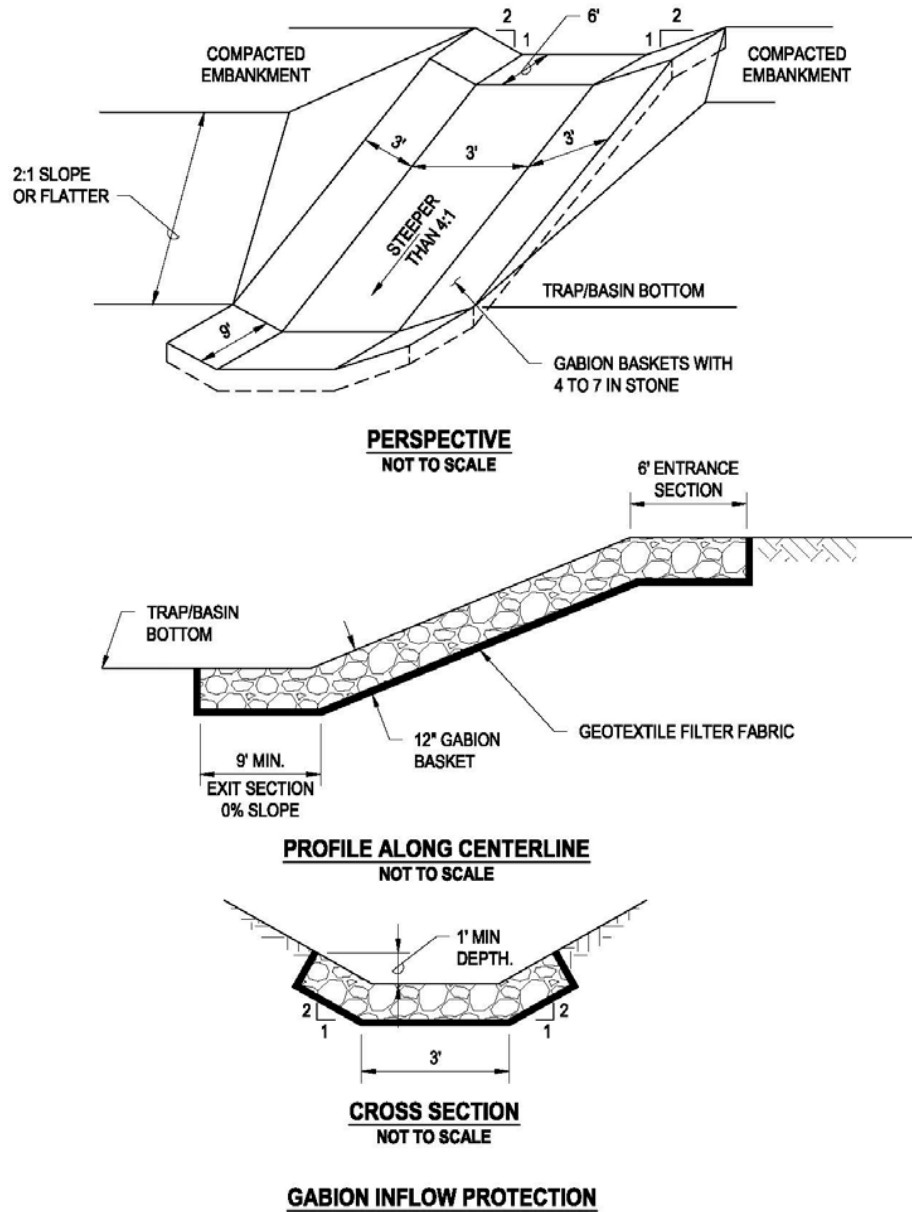 2
6'
2
1
1
COMPACTED
EMBANKMENT
COMPACTED
EMBANKMENT
3'
3'
3'
2:1 SLOPE
OR FLATTER
STEEPER
THAN 4:1
TRAP/BASIN BOTTOM
9'
GABION BASKETS WITH
4 TO 7 IN STONE
PERSPECTIVE
NOT TO SCALE
6' ENTRANCE
SECTION
TRAP/BASIN
BOTTOM
12" GABION
BASKET
GEOTEXTILE FILTER FABRIC
9' MIN.
EXIT SECTION
0% SLOPE
PROFILE ALONG CENTERLINE
NOT TO SCALE
1' MIN
DEPTH.
2
1
2
1
3'
CROSS SECTION
NOT TO SCALE
GABION INFLOW PROTECTION